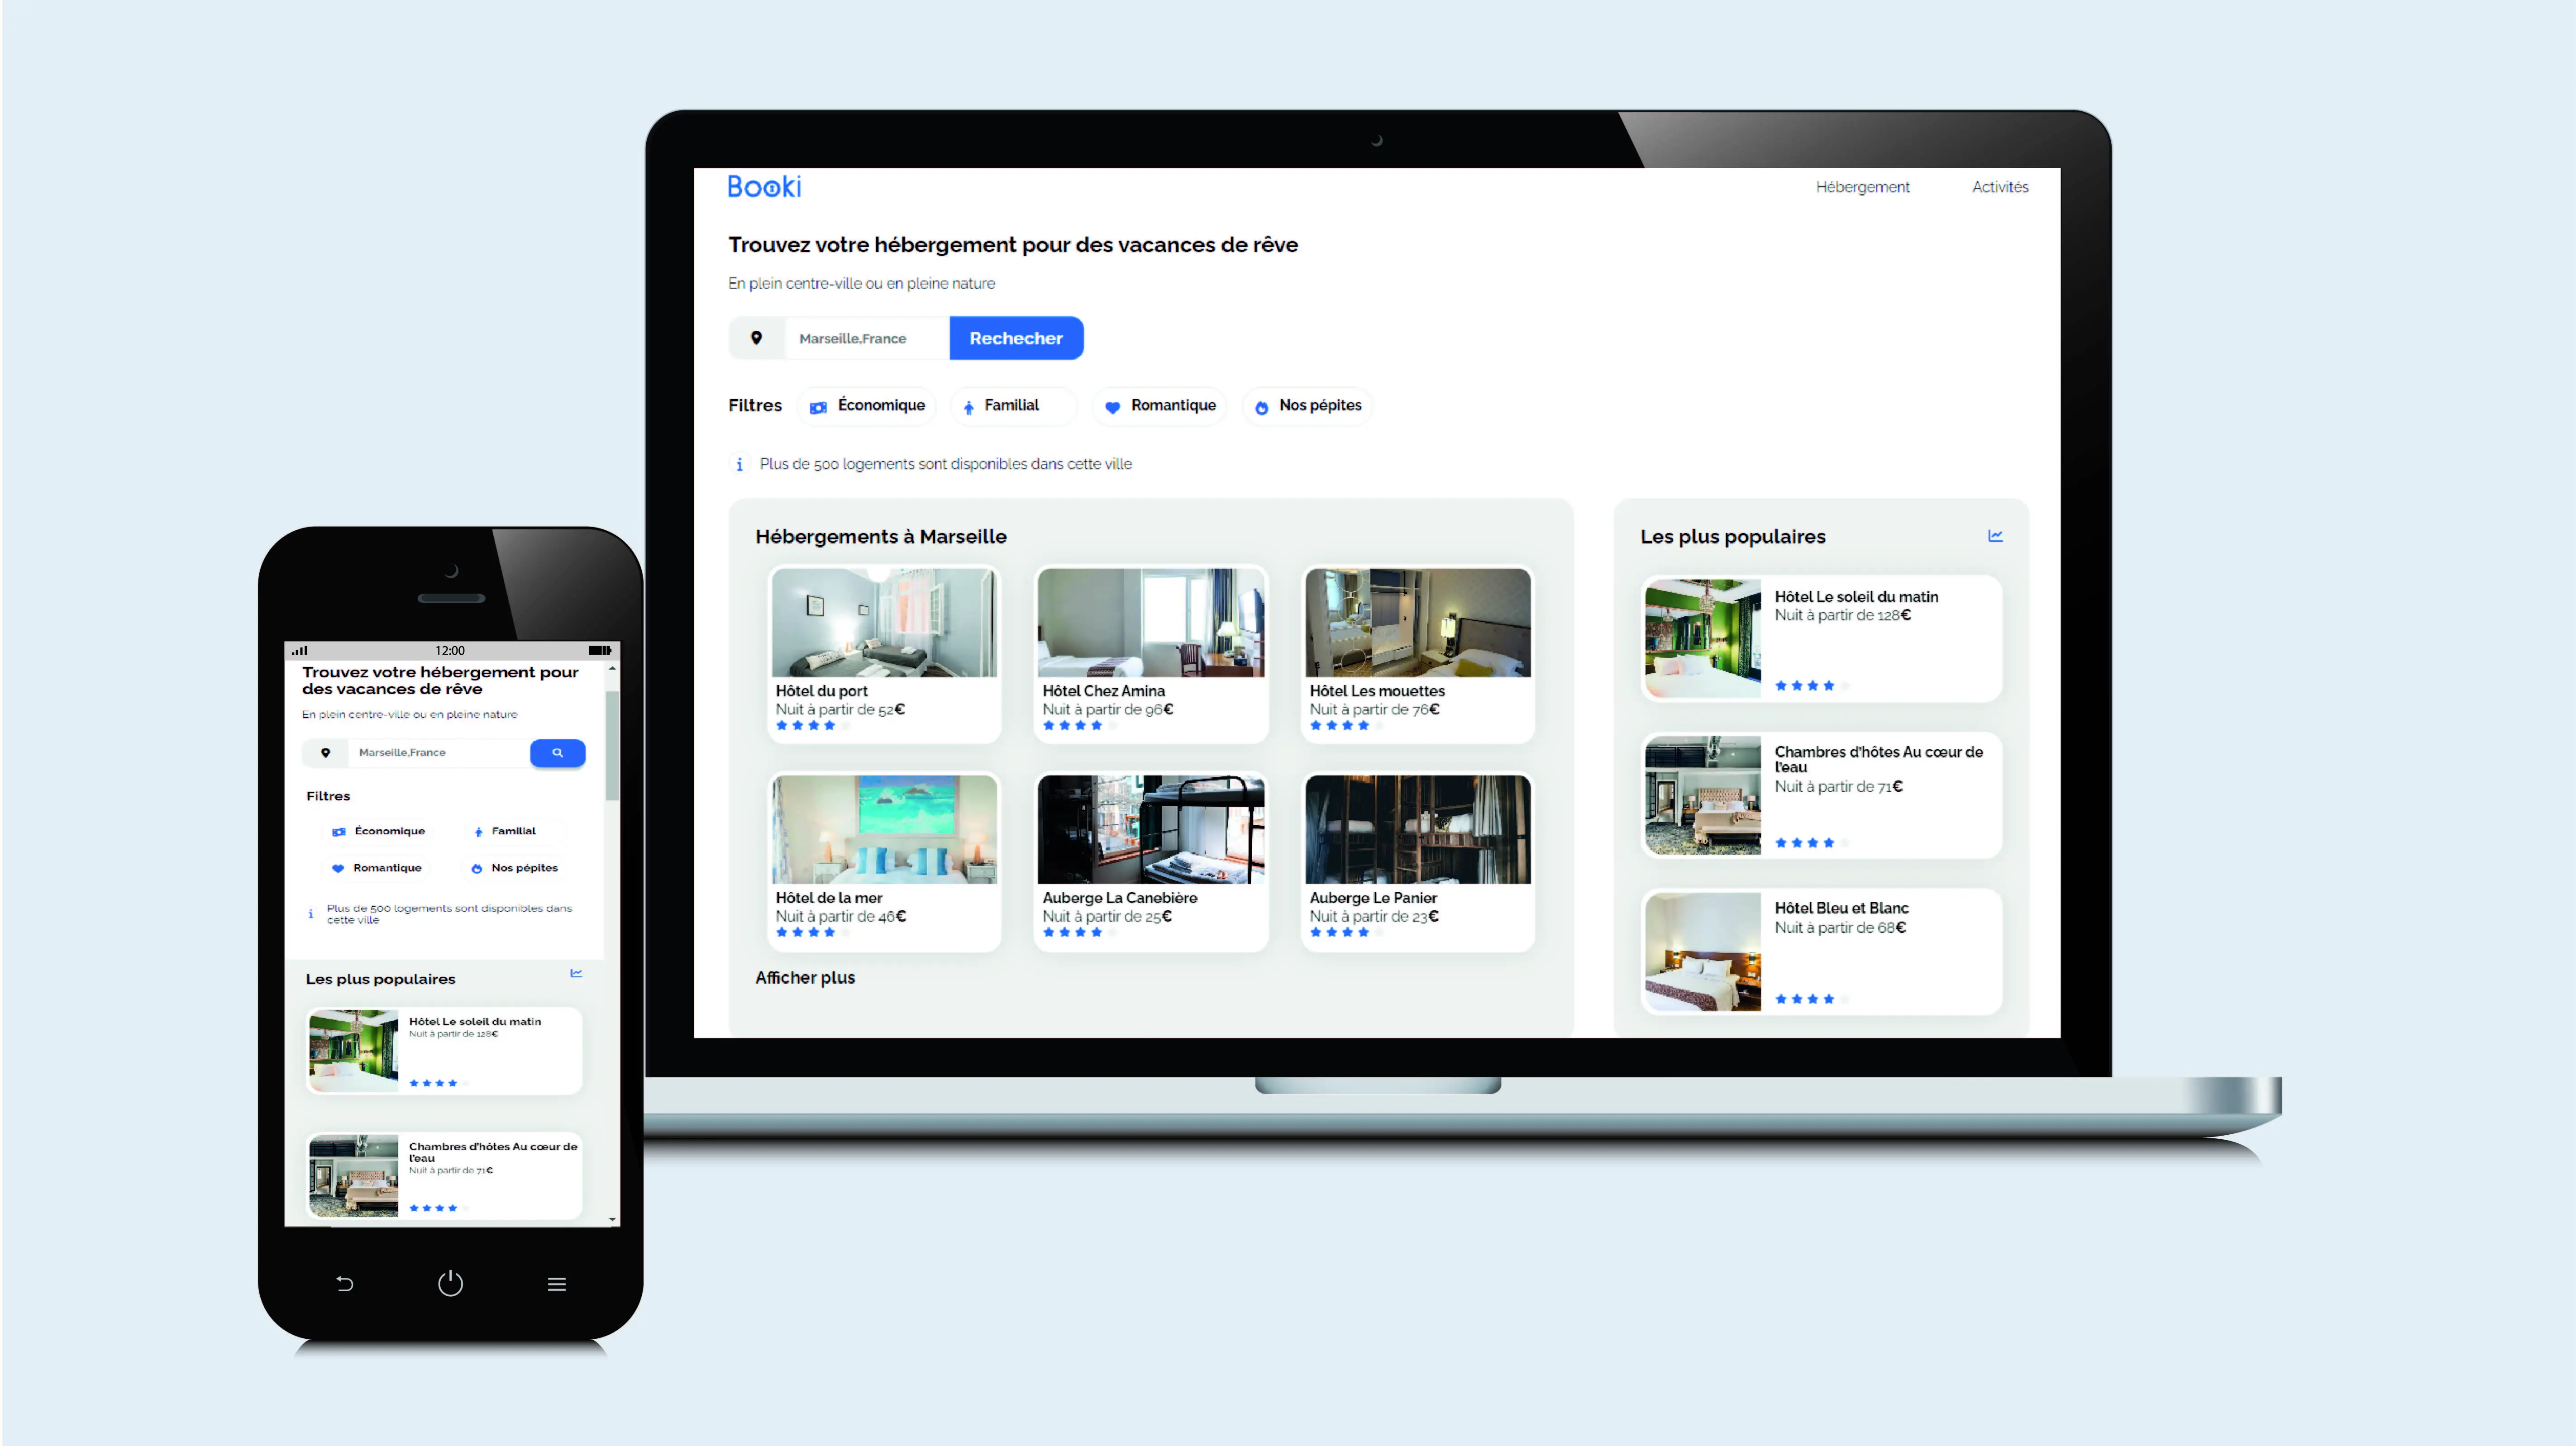 Booki
Hébergement
Activités
Trouvez votre hébergement pour des vacances de rêve
En plein centre-ville ou en pleine nature
Marseille,France
Rechecher
Filtres
Économique
Familial
Romantique
Nos pépites
Plus de 500 logements sont disponibles dans cette ville
Hébergements à Marseille
Hôtel du port
Nuit à partir de 52€
Hôtel Chez Amina
Nuit à partir de 96€
Hôtel Les mouettes
Nuit à partir de 76€
Hôtel de la mer
Nuit à partir de 46€
Auberge La Canebière
Nuit à partir de 25€
Auberge Le Panier
Nuit à partir de 23€
Afficher plus
Les plus populaires
Hôtel Le soleil du matin
Nuit à partir de 128€
Chambres d'hôtes Au cœur de
l'eau
Nuit à partir de 71€
Hôtel Bleu et Blanc
Nuit à partir de 68€
12:00
Trouvez votre hébergement pour
des vacances de rêve
En plein centre-ville ou en pleine nature
Marseille,France
Filtres
Économique
Familial
Romantique
Nos pépites
Plus de 500 logements sont disponibles dans
cette ville
Les plus populaires
Hôtel Le soleil du matin
Nuit à partir de 128€
Chambres d'hôtes Au cœur de
l'eau
Nuit à partir de 71€